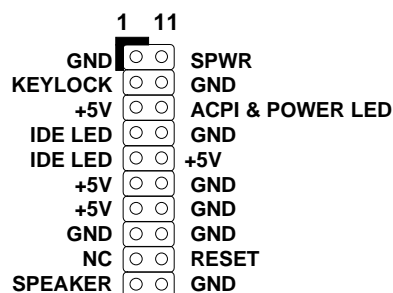 1 11
GND SPWR
KEYLOCK GND
+5V ACPI & POWER LED
IDE LED GND
IDE LED +5V
+5V GND
+5V GND
GND GND
NC RESET
SPEAKER GND